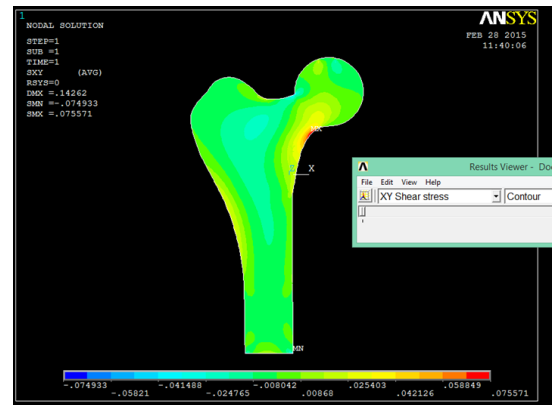 1
NODAL SOLUTION
STEP=1
SUB =1
TIME=1
SXY (AVG)
RSYS=0
DMX =.14262
SMN =-.074933
SMX =.075571
ANSYS
FEB 28 2015
11:40:06
MX
X
Results Viewer - Do
File Edit View Help
XY Shear stress
Contour
MN
-.074933 -.041488 -.008042 .025403 .058849
-.05821 -.024765 .00868 .042126 .075571